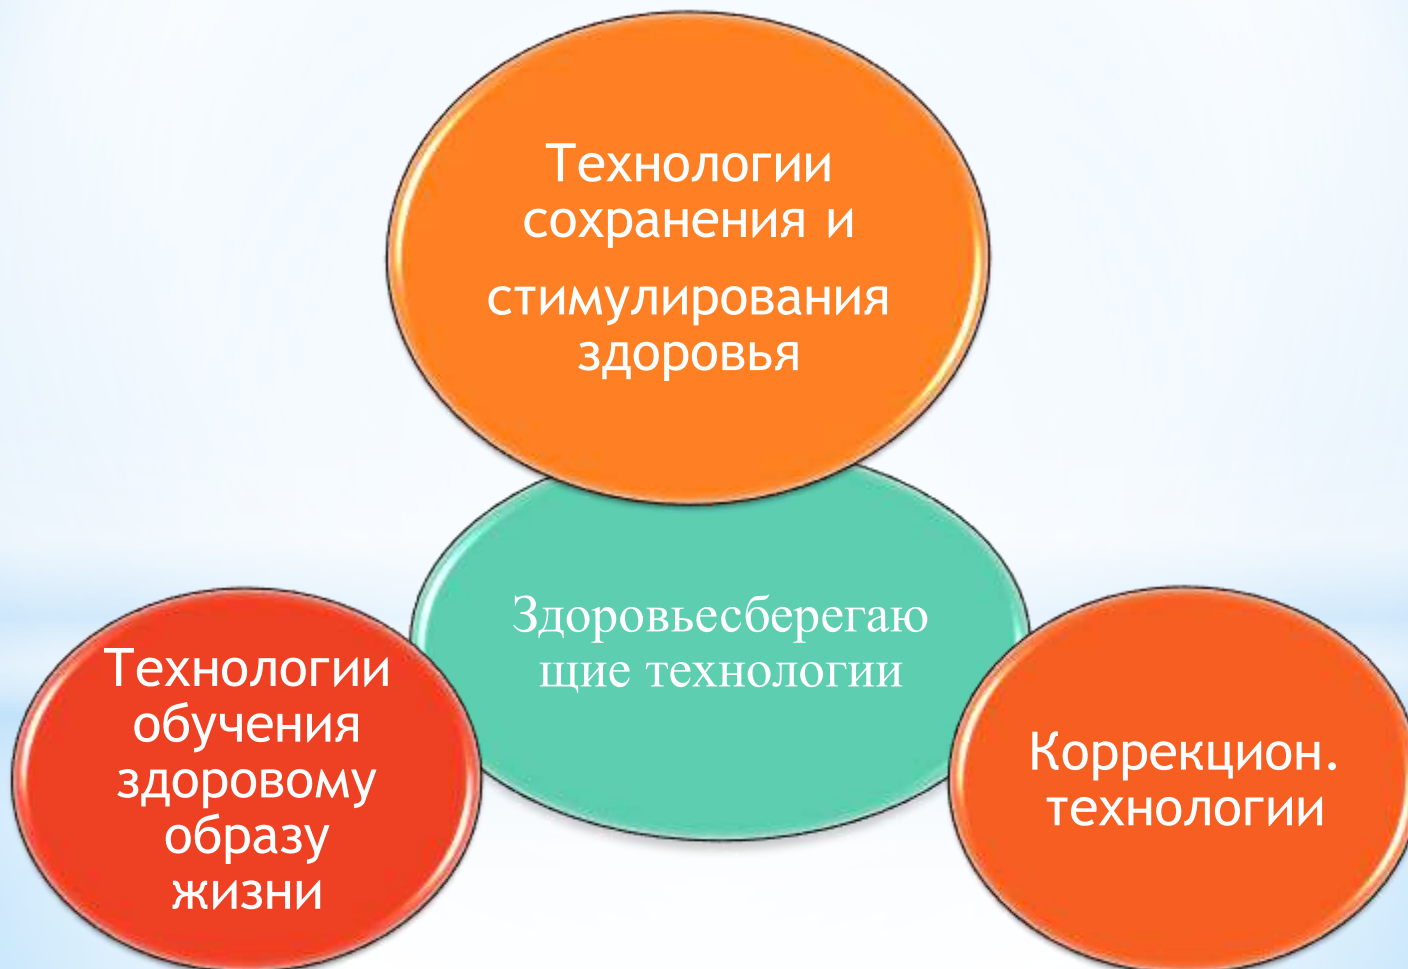 Технологии
сохранения и
стимулирования
здоровья
Здоровьесберегаю
щие технологии
Технологии
обучения
здоровому
образу
жизни
Коррекцион.
технологии